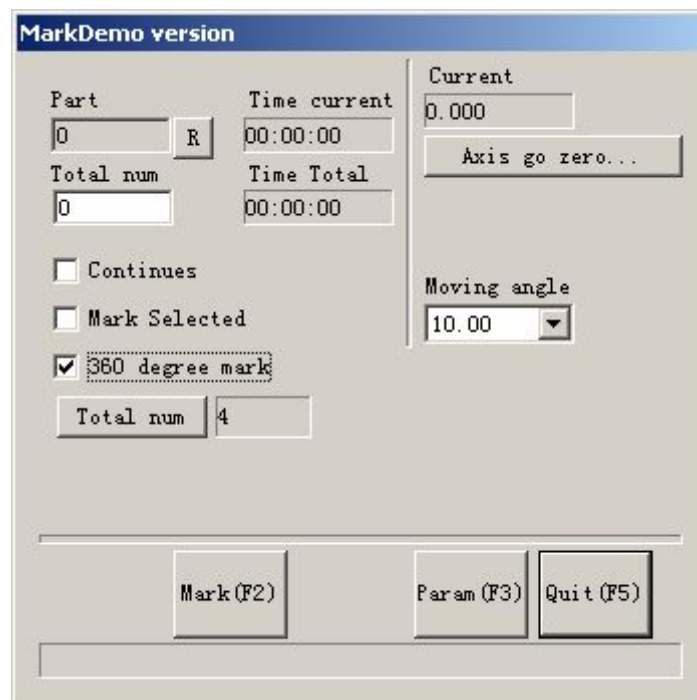 MarkDemo version
Part
0
R
Time current
00:00:00
Total num
0
Time Total
00:00:00
Continues
Mark Selected
360 degree mark
Total num
4
Current
0.000
Axis go zero...
Moving angle
10.00
Mark(F2)
Param(F3)
Quit(F5)